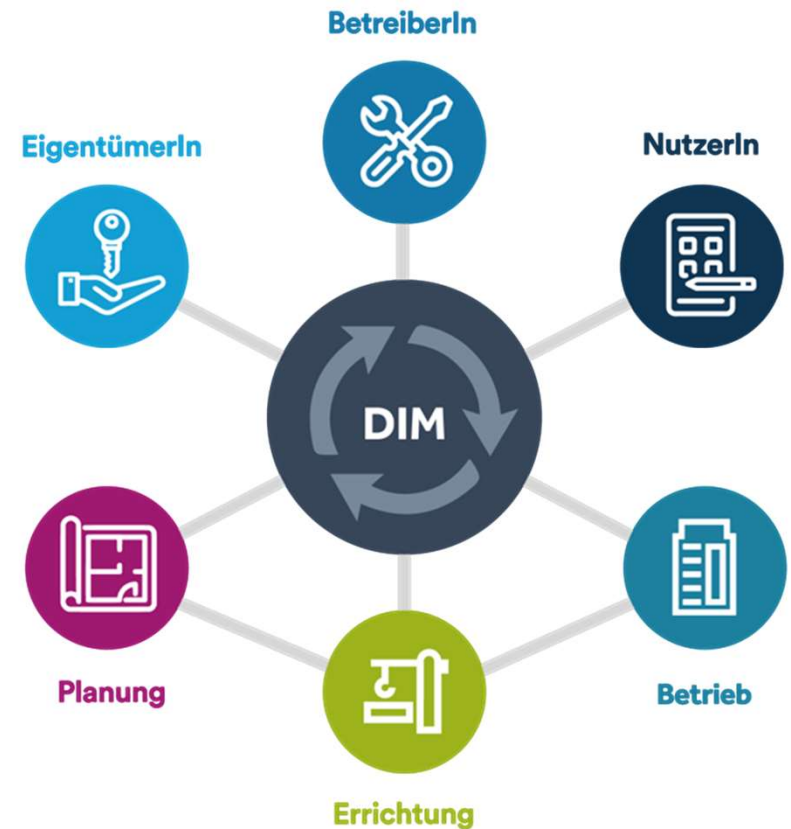 BetreiberIn
EigentümerIn
NutzerIn
DIM
Planung
Betrieb
Errichtung